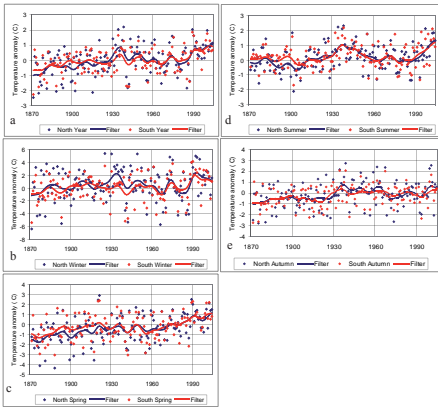 Temperature anomaly (C)
3
2
1
0
-1
-2
-3
1870 1900 1930 1960 1990
a
North Year Filter South Year Filter
Temperature anomaly (C)
6
4
2
0
-2
-4
-6
-8
1870 1900 1930 1960 1990
b
North Winter Filter South Winter Filter
Temperature anomaly (C)
4
3
2
1
0
-1
-2
-3
-4
-5
1870 1900 1930 1960 1990
c
North Spring Filter South Spring Filter
Temperature anomaly (C)
3
2
1
0
-1
-2
-3
1870 1900 1930 1960 1990
d
North Summer Filter South Summer Filter
Temperature anomaly (C)
4
3
2
1
0
-1
-2
-3
-4
1870 1900 1930 1960 1990
e
North Autumn Filter South Autumn Filter